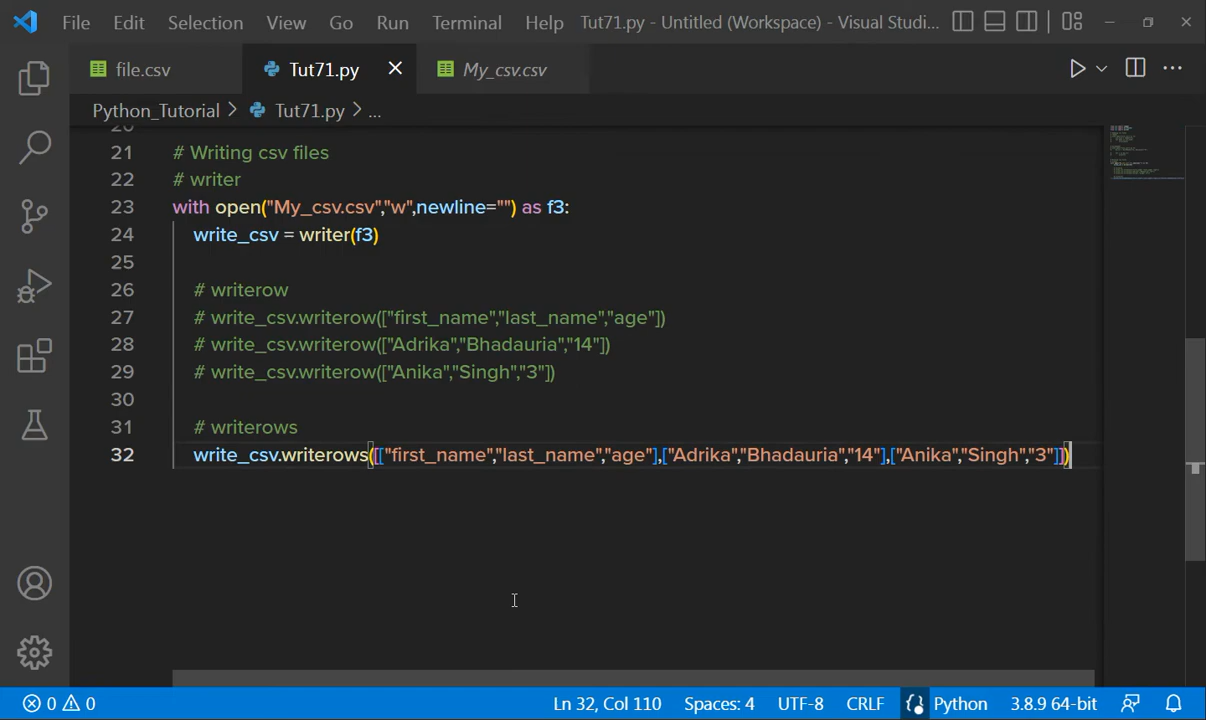 File Edit Selection View Go Run Terminal Help Tut71.py - Untitled (Workspace) - Visual Studi...
file.csv Tut71.py My_csv.csv
Python_Tutorial > Tut71.py > ...
20
21 # Writing csv files
22 # writer
23 with open("My_csv.csv","w",newline="") as f3:
24 write_csv = writer(f3)
25
26 # writerow
27 # write_csv.writerow(["first_name","last_name","age"])
28 # write_csv.writerow(["Adrika","Bhadauria","14"])
29 # write_csv.writerow(["Anika","Singh","3"])
30
31 # writerows
32 write_csv.writerows([["first_name","last_name","age"],["Adrika","Bhadauria","14"],["Anika","Singh","3"]])
0 0 Ln 32, Col 110 Spaces: 4 UTF-8 CRLF Python 3.8.9 64-bit